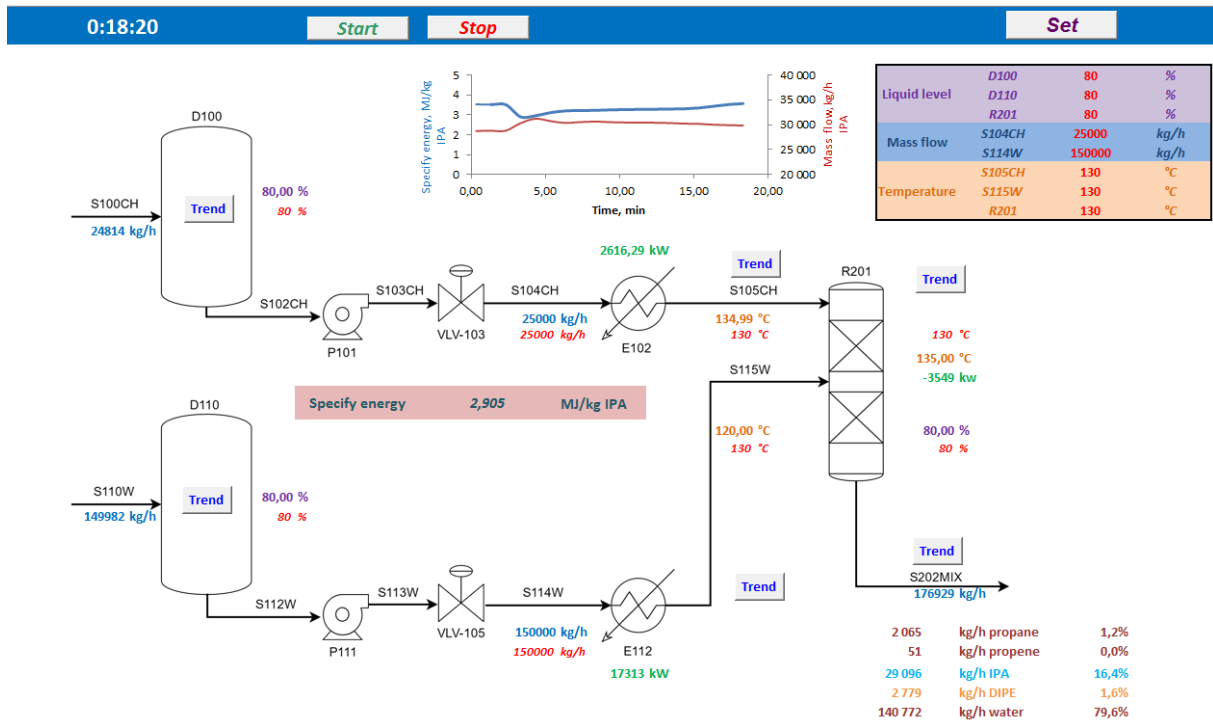 0:18:20 Start Stop Set
Specify energy, MJ/kg IPA
5
4
3
2
1
0
40 000
35 000
30 000
25 000
20 000
Mass flow, kg/h IPA
0,00 5,00 10,00 15,00 20,00
Time, min
Liquid level
D100 80 %
D110 80 %
R201 80 %
Mass flow
S104CH 25000 kg/h
S114W 150000 kg/h
Temperature
S105CH 130 °C
S115W 130 °C
R201 130 °C
D100
80,00 %
80 %
Trend
S100CH
24814 kg/h
S102CH
P101
S103CH
VLV-103
S104CH
25000 kg/h
25000 kg/h
2616,29 kW
E102
Trend
S105CH
134,99 °C
130 °C
R201
Trend
130 °C
135,00 °C
-3549 kw
80,00 %
80 %
S115W
120,00 °C
130 °C
Specify energy 2,905 MJ/kg IPA
D110
80,00 %
80 %
Trend
S110W
149982 kg/h
S112W
P111
S113W
VLV-105
S114W
150000 kg/h
150000 kg/h
E112
17313 kW
Trend
Trend
S202MIX
176929 kg/h
2 065 kg/h propane 1,2%
51 kg/h propene 0,0%
29 096 kg/h IPA 16,4%
2 779 kg/h DIPE 1,6%
140 772 kg/h water 79,6%